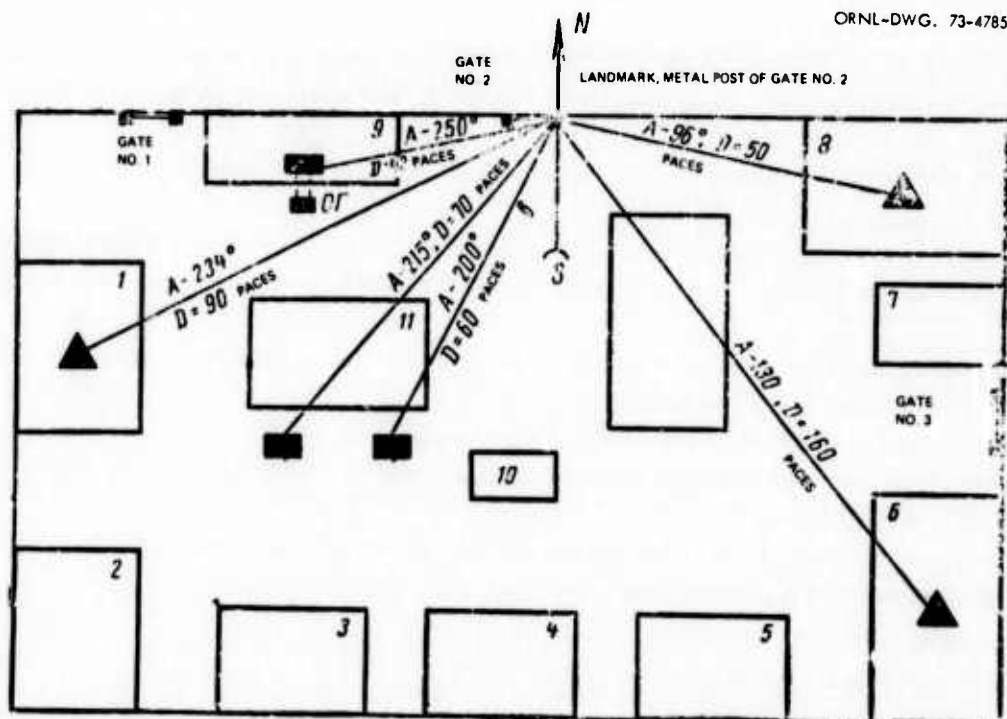 ORNL-DWG. 73-4785
N
GATE
NO. 2
LANDMARK, METAL POST OF GATE NO. 2
GATE
NO. 1
9
A-250°
PACES
A-96°, D=50
PACES
8
A-234°
D=90 PACES
A-215°, D=70 PACES
A-200°
D=60 PACES
S
1
11
7
A-130, D=160
PACES
GATE
NO. 3
10
6
2
3
4
5